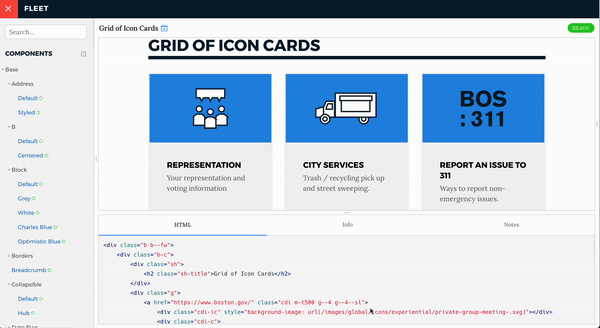 FLEET
Search...
COMPONENTS
Base
Address
Default
Styled
B
Default
Centered
Block
Default
Grey
White
Charles Blue
Optimistic Blue
Borders
Breadcrumb
Collapsible
Default
Hub
Grid of Icon Cards
READY
GRID OF ICON CARDS
BOS
:311
REPRESENTATION
Your representation and
voting information
CITY SERVICES
Trash / recycling pick up
and street sweeping.
REPORT AN ISSUE TO
311
Ways to report non-
emergency issues.
HTML
Info
Notes
<div class="b b--fw">
<div class="b-c">
<div class="sh">
<h2 class="sh-title">Grid of Icon Cards</h2>
</div>
<div class="g">
<a href="https://www.boston.gov/" class="cdi m-t500 g--4 g--4--sl">
<div class="cdi-ic" style="background-image: url(/images/global/icons/experiential/private-group-meeting-.svg)"></div>
<div class="cdi-c">